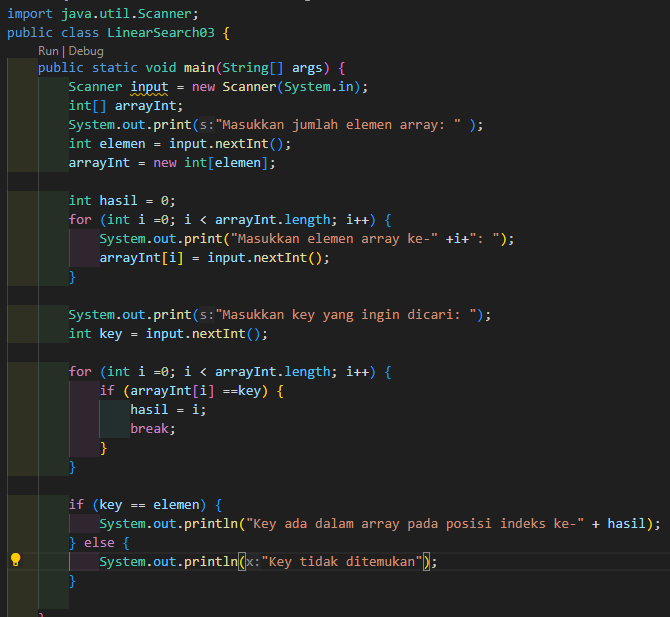 import java.util.Scanner;
public class LinearSearch03 {
Run | Debug
public static void main(String[] args) {
Scanner input = new Scanner(System.in);
int[] arrayInt;
System.out.print(s:"Masukkan jumlah elemen array: " );
int elemen = input.nextInt();
arrayInt = new int[elemen];
int hasil = 0;
for (int i =0; i < arrayInt.length; i++) {
System.out.print("Masukkan elemen array ke-" +i+": ");
arrayInt[i] = input.nextInt();
}
System.out.print(s:"Masukkan key yang ingin dicari: ");
int key = input.nextInt();
for (int i =0; i < arrayInt.length; i++) {
if (arrayInt[i] ==key) {
hasil = i;
break;
}
}
if (key == elemen) {
System.out.println("Key ada dalam array pada posisi indeks ke-" + hasil);
} else {
System.out.println(x:"Key tidak ditemukan");
}